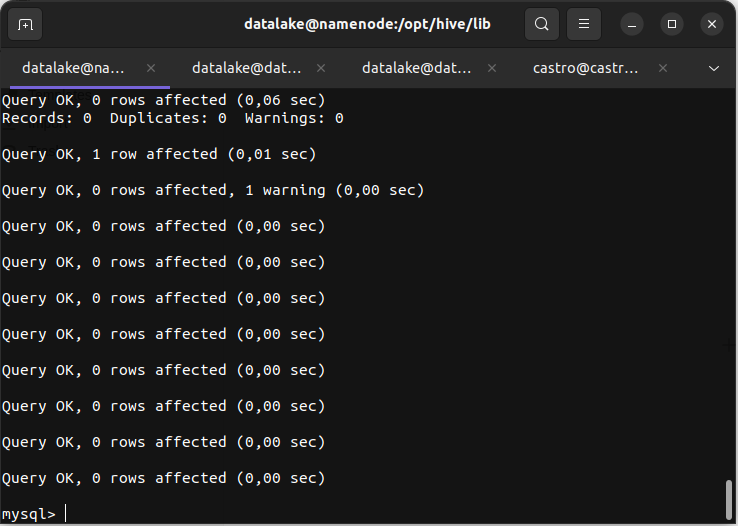 datalake@namenode:/opt/hive/lib
datalake@na...
datalake@dat...
datalake@dat...
castro@castr...
Query OK, 0 rows affected (0,06 sec)
Records: 0  Duplicates: 0  Warnings: 0
Query OK, 1 row affected (0,01 sec)
Query OK, 0 rows affected, 1 warning (0,00 sec)
Query OK, 0 rows affected (0,00 sec)
Query OK, 0 rows affected (0,00 sec)
Query OK, 0 rows affected (0,00 sec)
Query OK, 0 rows affected (0,00 sec)
Query OK, 0 rows affected (0,00 sec)
Query OK, 0 rows affected (0,00 sec)
Query OK, 0 rows affected (0,00 sec)
Query OK, 0 rows affected (0,00 sec)
mysql>